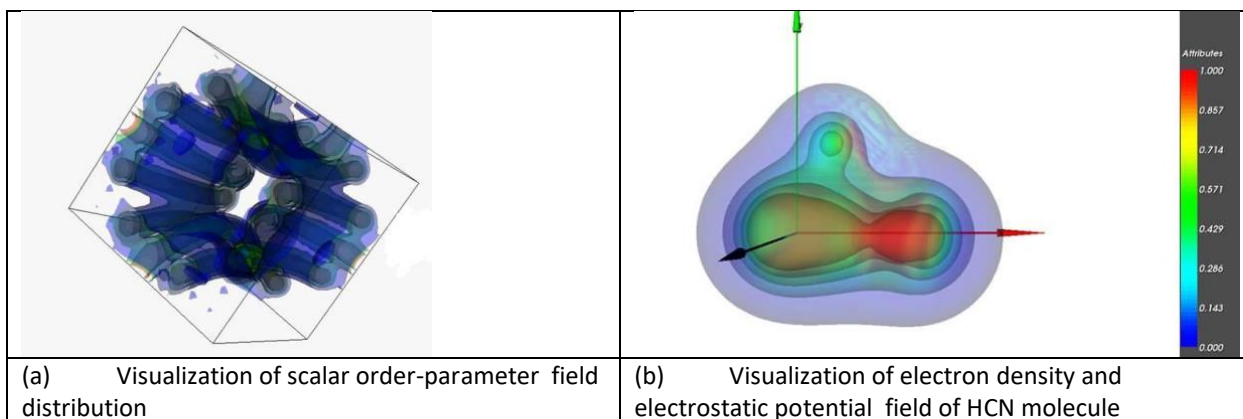 Attributes
1.000
0.857
0.714
0.571
0.429
0.286
0.143
0.000
(a) Visualization of scalar order-parameter field
distribution
(b) Visualization of electron density and
electrostatic potential field of HCN molecule